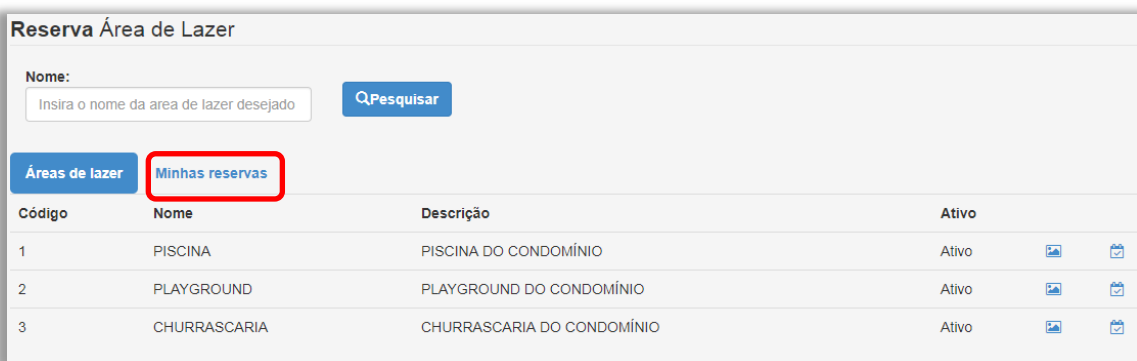 Reserva Área de Lazer
Nome:
Insira o nome da area de lazer desejado
Pesquisar
Áreas de lazer Minhas reservas
Código Nome Descrição Ativo
1 PISCINA PISCINA DO CONDOMÍNIO Ativo
2 PLAYGROUND PLAYGROUND DO CONDOMÍNIO Ativo
3 CHURRASCARIA CHURRASCARIA DO CONDOMÍNIO Ativo